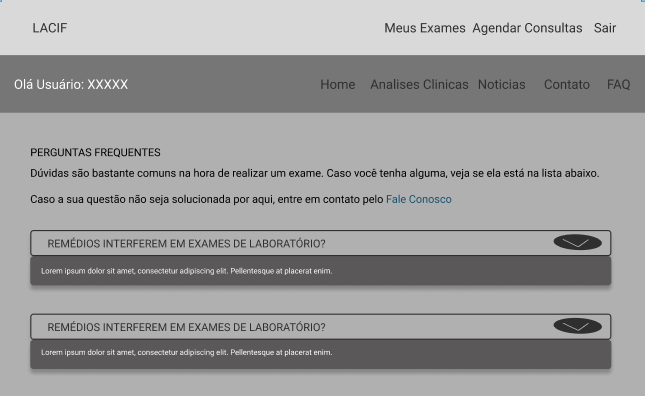 LACIF Meus Exames Agendar Consultas Sair
Olá Usuário: XXXXX Home Analises Clinicas Noticias Contato FAQ
PERGUNTAS FREQUENTES
Dúvidas são bastante comuns na hora de realizar um exame. Caso você tenha alguma, veja se ela está na lista abaixo.
Caso a sua questão não seja solucionada por aqui, entre em contato pelo Fale Conosco
REMÉDIOS INTERFEREM EM EXAMES DE LABORATÓRIO?
Lorem ipsum dolor sit amet, consectetur adipiscing elit. Pellentesque at placerat enim.
REMÉDIOS INTERFEREM EM EXAMES DE LABORATÓRIO?
Lorem ipsum dolor sit amet, consectetur adipiscing elit. Pellentesque at placerat enim.